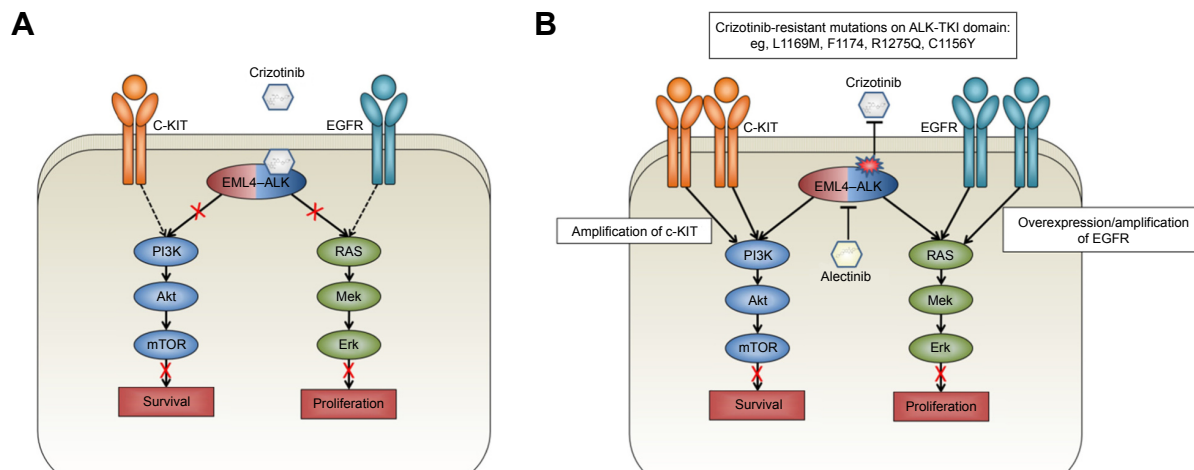 A
Crizotinib
C-KIT
EGFR
EML4–ALK
PI3K
RAS
Akt
Mek
mTOR
Erk
Survival
Proliferation
B
Crizotinib-resistant mutations on ALK-TKI domain:
eg, L1169M, F1174, R1275Q, C1156Y
Crizotinib
C-KIT
EGFR
EML4–ALK
Amplification of c-KIT
Overexpression/amplification
of EGFR
PI3K
Alectinib
RAS
Akt
Mek
mTOR
Erk
Survival
Proliferation